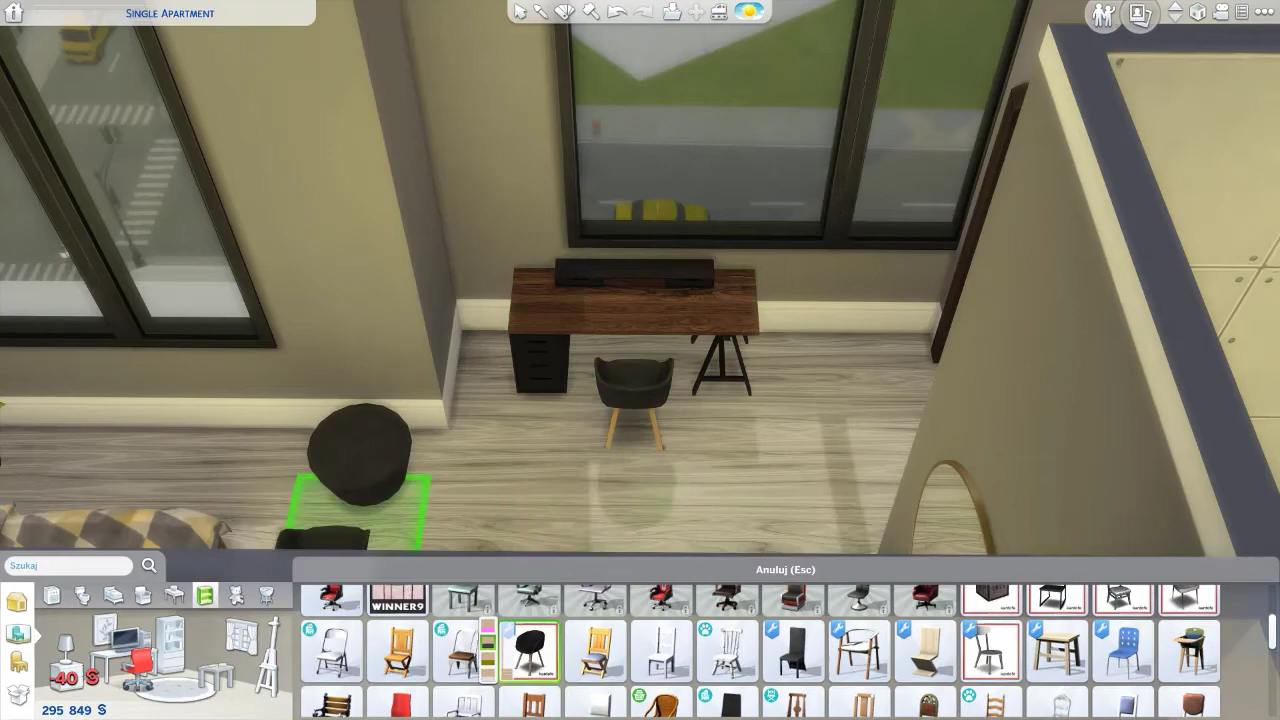 Single Apartment
Szukaj
Anuluj (Esc)
WINNER9
-40 §
295 849 §